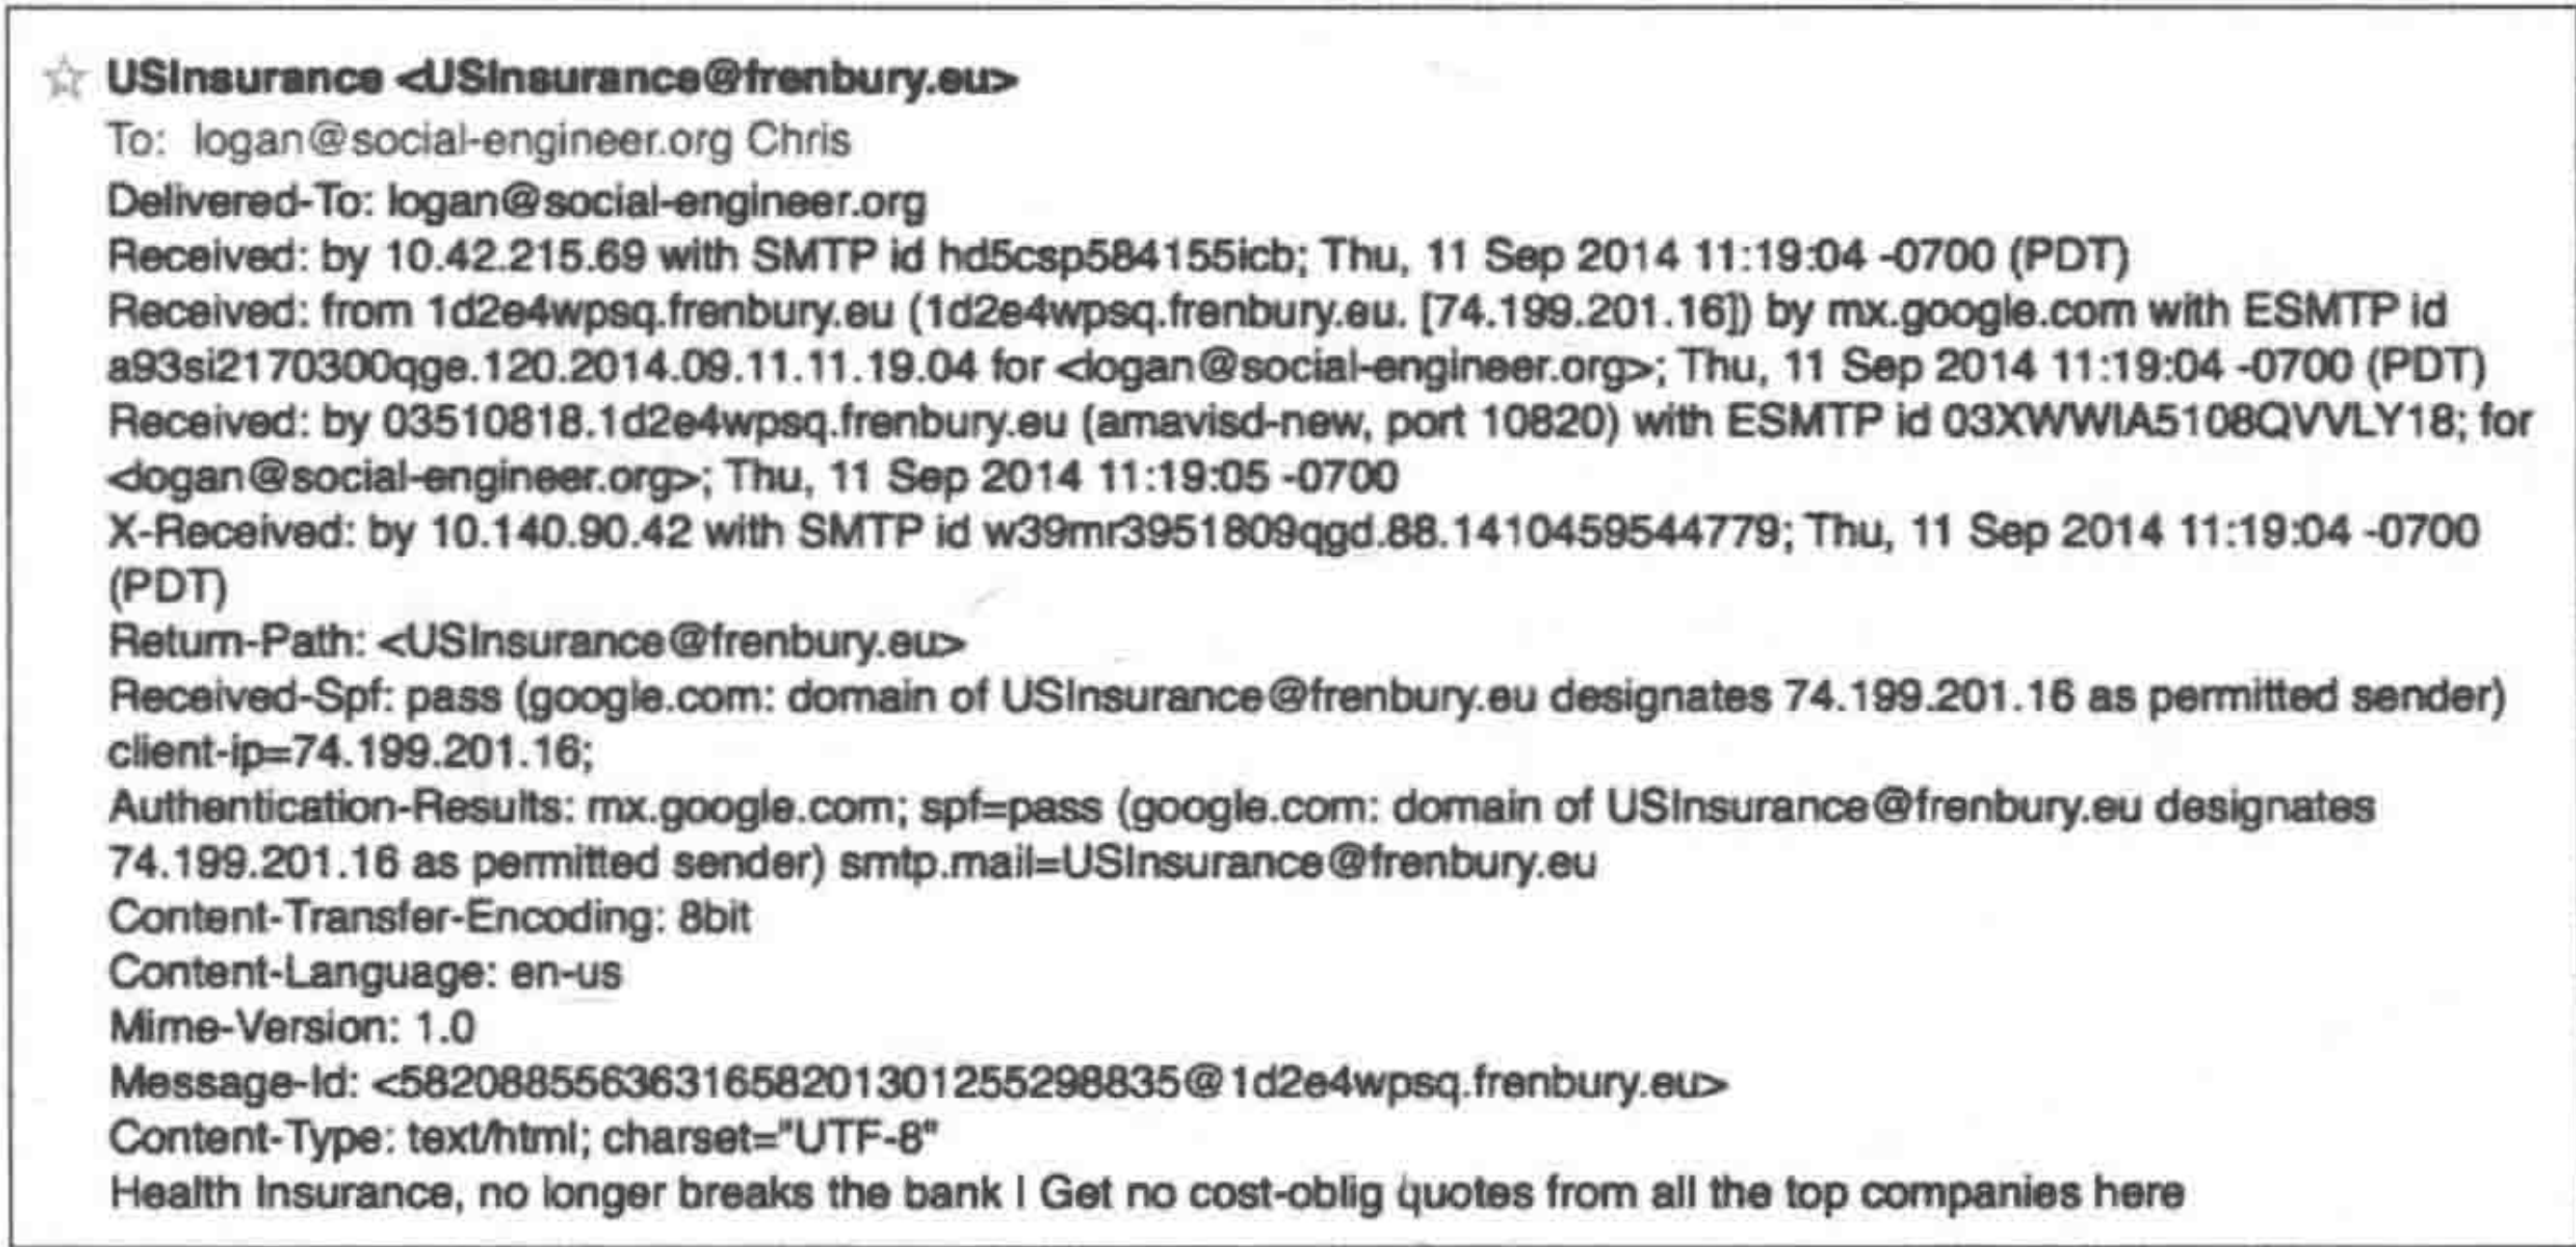 ☆ USInsurance <USInsurance@frenbury.eu>
To: logan@social-engineer.org Chris
Delivered-To: logan@social-engineer.org
Received: by 10.42.215.69 with SMTP id hd5csp584155icb; Thu, 11 Sep 2014 11:19:04 -0700 (PDT)
Received: from 1d2e4wpsq.frenbury.eu (1d2e4wpsq.frenbury.eu. [74.199.201.16]) by mx.google.com with ESMTP id
a93si2170300qge.120.2014.09.11.11.19.04 for <logan@social-engineer.org>; Thu, 11 Sep 2014 11:19:04 -0700 (PDT)
Received: by 03510818.1d2e4wpsq.frenbury.eu (amavisd-new, port 10820) with ESMTP id 03XWWIA5108QVVLY18; for
<logan@social-engineer.org>; Thu, 11 Sep 2014 11:19:05 -0700
X-Received: by 10.140.90.42 with SMTP id w39mr3951809qgd.88.1410459544779; Thu, 11 Sep 2014 11:19:04 -0700
(PDT)
Return-Path: <USInsurance@frenbury.eu>
Received-Spf: pass (google.com: domain of USInsurance@frenbury.eu designates 74.199.201.16 as permitted sender)
client-ip=74.199.201.16;
Authentication-Results: mx.google.com; spf=pass (google.com: domain of USInsurance@frenbury.eu designates
74.199.201.16 as permitted sender) smtp.mail=USInsurance@frenbury.eu
Content-Transfer-Encoding: 8bit
Content-Language: en-us
Mime-Version: 1.0
Message-Id: <5820885563631658201301255298835@1d2e4wpsq.frenbury.eu>
Content-Type: text/html; charset="UTF-8"
Health Insurance, no longer breaks the bank | Get no cost-oblig quotes from all the top companies here